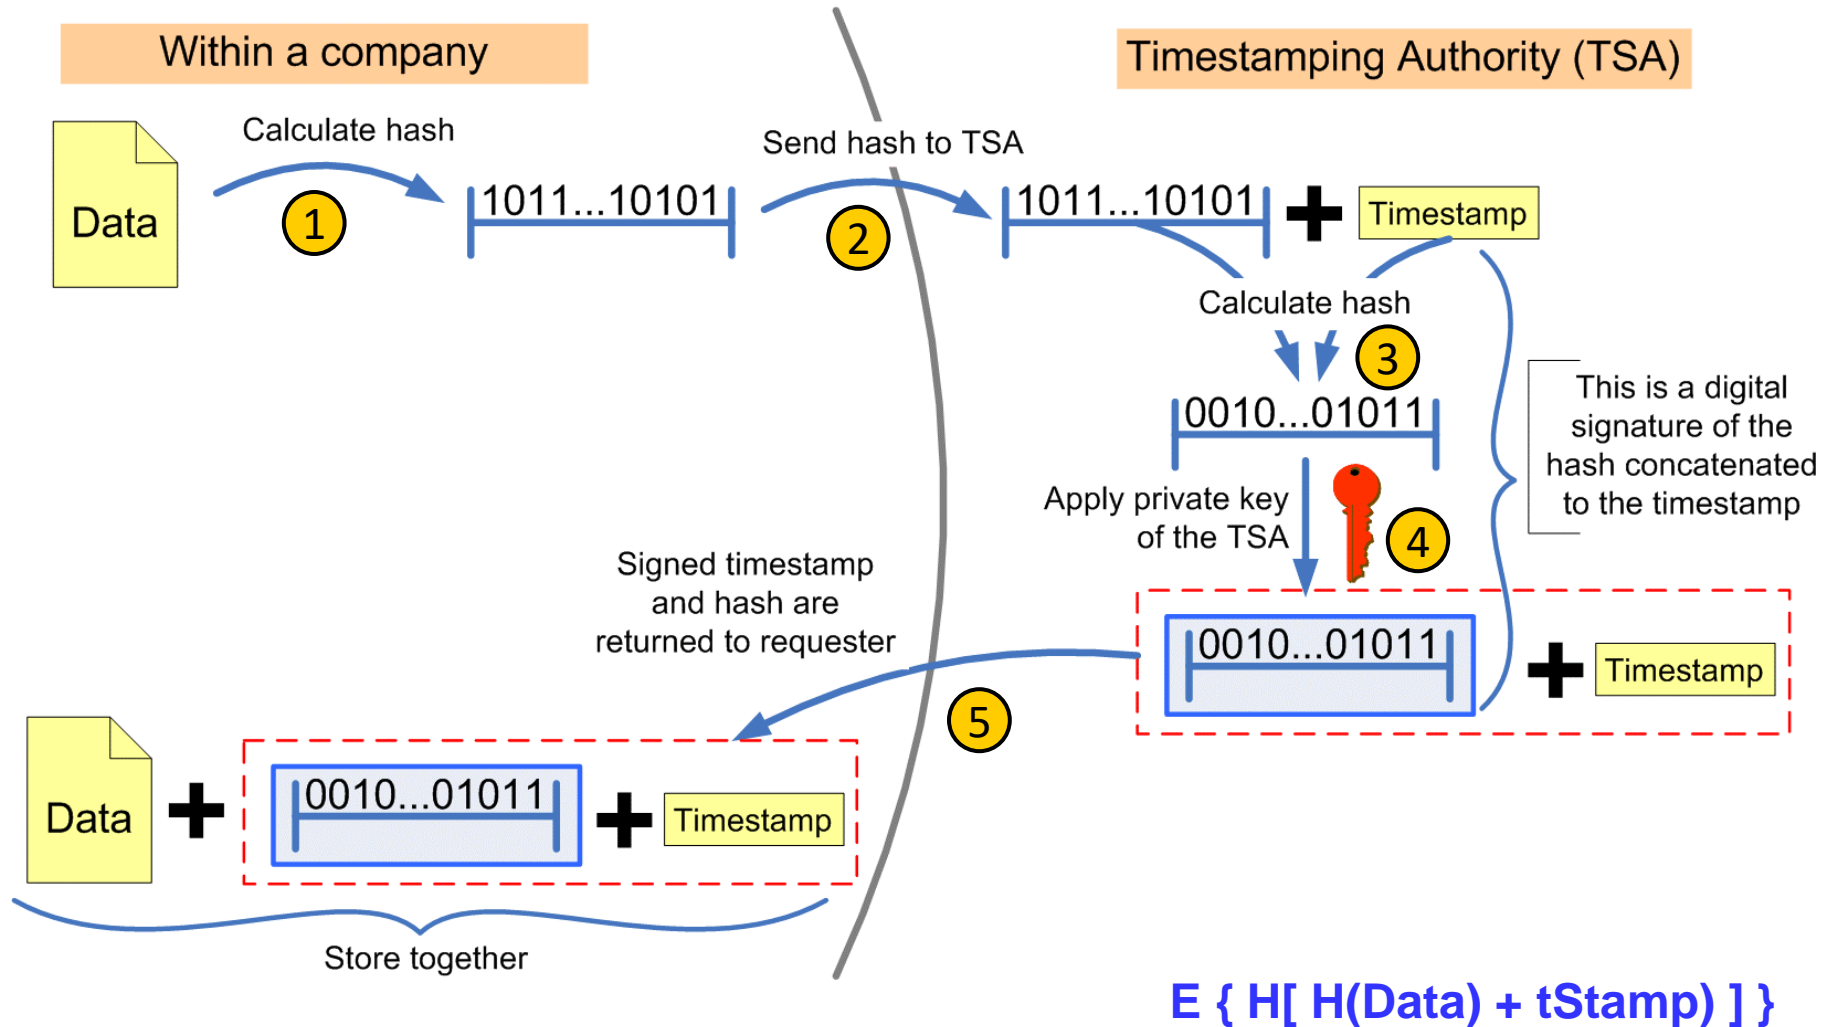 Within a company
Timestamping Authority (TSA)
Calculate hash
Send hash to TSA
Data
1
1011...10101
2
1011...10101
+
Timestamp
Calculate hash
3
0010...01011
This is a digital
signature of the
hash concatenated
to the timestamp
Apply private key
of the TSA
4
Signed timestamp
and hash are
returned to requester
0010...01011
+
Timestamp
5
Data
+
0010...01011
+
Timestamp
Store together
E { H[ H(Data) + tStamp) ] }